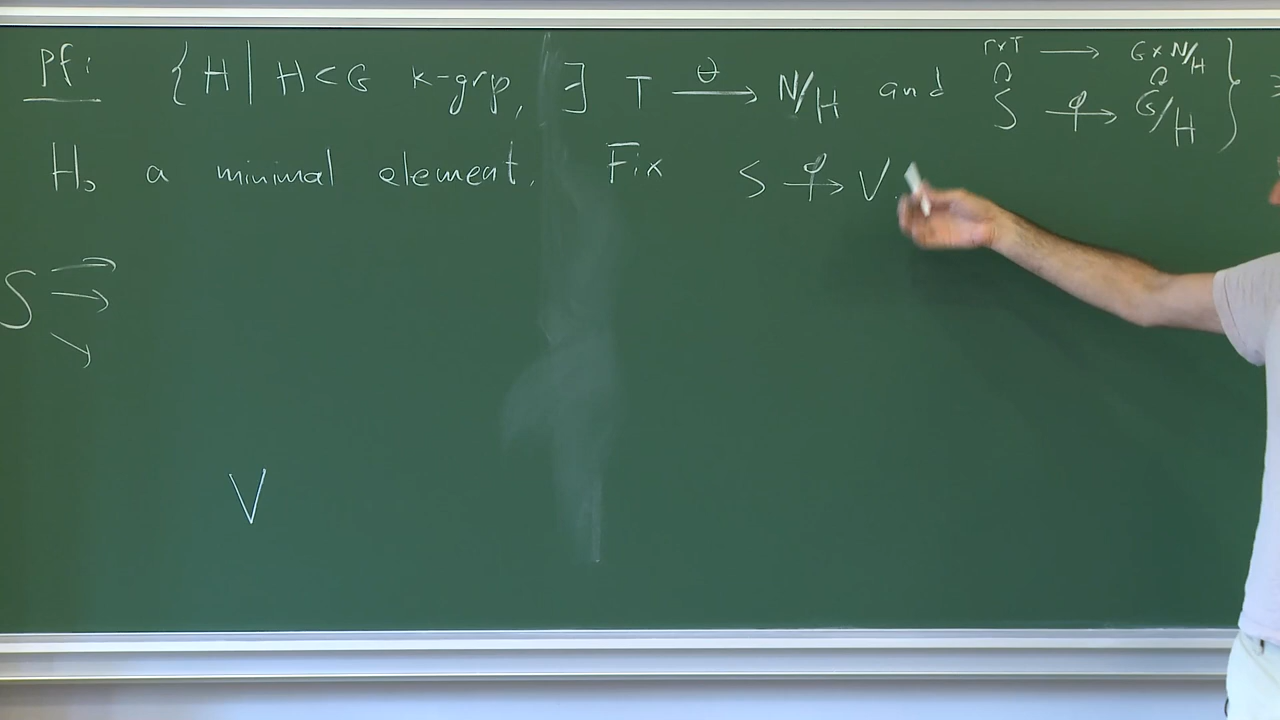 Pf: {H | H < G k-grp, ∃ T →θ N/H and Γ×T → G×N/H
S →φ G/H } ∋
H₀ a minimal element. Fix S →φ V.
S → → →
V